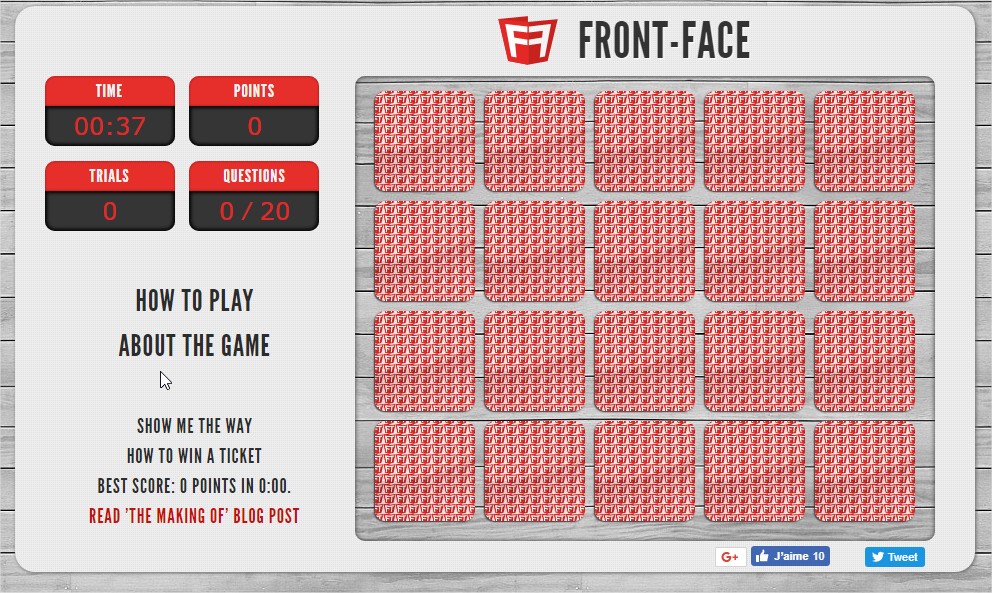 FF FRONT-FACE
TIME
POINTS
00:37
0
TRIALS
QUESTIONS
0
0 / 20
HOW TO PLAY
ABOUT THE GAME
SHOW ME THE WAY
HOW TO WIN A TICKET
BEST SCORE: 0 POINTS IN 0:00.
READ 'THE MAKING OF' BLOG POST
G+
J'aime 10
Tweet